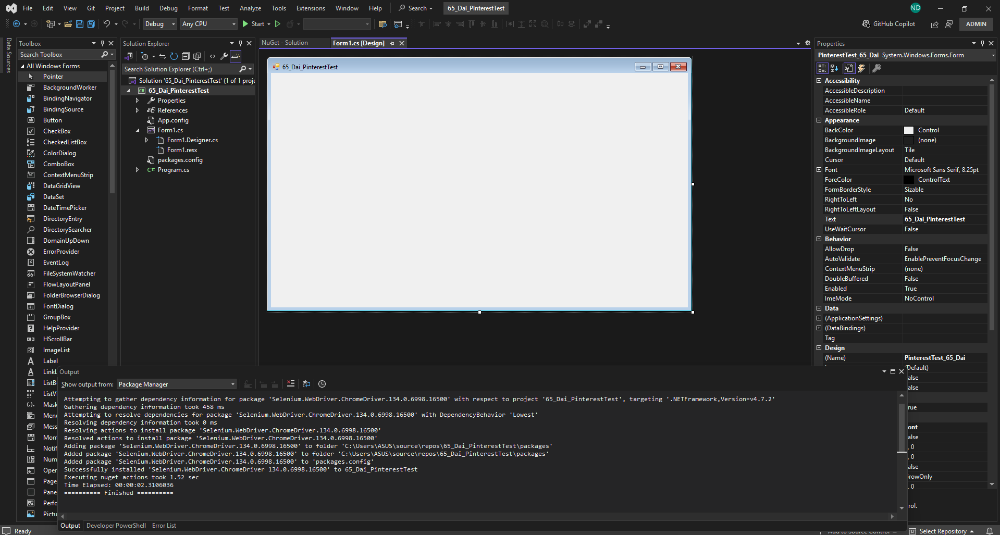 File Edit View Git Project Build Debug Format Test Analyze Tools Extensions Window Help Search 65_Dai_PinterestTest ND
Debug Any CPU Start GitHub Copilot ADMIN
Data Sources
Toolbox
Search Toolbox
All Windows Forms
Pointer
BackgroundWorker
BindingNavigator
BindingSource
Button
CheckBox
CheckedListBox
ColorDialog
ComboBox
ContextMenuStrip
DataGridView
DataSet
DateTimePicker
DirectoryEntry
DirectorySearcher
DomainUpDown
ErrorProvider
EventLog
FileSystemWatcher
FlowLayoutPanel
FolderBrowserDialog
FontDialog
GroupBox
HelpProvider
HScrollBar
ImageList
Label
LinkL
ListB
ListV
Mask
Men
Mess
Mon
Notif
Num
Open
Page
Pane
Perfo
Pictu
Solution Explorer
Search Solution Explorer (Ctrl+;)
Solution '65_Dai_PinterestTest' (1 of 1 proje
65_Dai_PinterestTest
Properties
References
App.config
Form1.cs
Form1.Designer.cs
Form1.resx
packages.config
Program.cs
NuGet - Solution Form1.cs [Design]
65_Dai_PinterestTest
Properties
PinterestTest_65_Dai System.Windows.Forms.Form
Accessibility
AccessibleDescription
AccessibleName
AccessibleRole Default
Appearance
BackColor Control
BackgroundImage (none)
BackgroundImageLayout Tile
Cursor Default
Font Microsoft Sans Serif, 8.25pt
ForeColor ControlText
FormBorderStyle Sizable
RightToLeft No
RightToLeftLayout False
Text 65_Dai_PinterestTest
UseWaitCursor False
Behavior
AllowDrop False
AutoValidate EnablePreventFocusChange
ContextMenuStrip (none)
DoubleBuffered False
Enabled True
ImeMode NoControl
Data
(ApplicationSettings)
(DataBindings)
Tag
Design
(Name) PinterestTest_65_Dai
(Default)
alse
alse
rue
ont
alse
, 0
, 0
alse
GrowOnly
, 0
rol.
Output
Show output from: Package Manager
Attempting to gather dependency information for package 'Selenium.WebDriver.ChromeDriver.134.0.6998.16500' with respect to project '65_Dai_PinterestTest', targeting '.NETFramework,Version=v4.7.2'
Gathering dependency information took 458 ms
Attempting to resolve dependencies for package 'Selenium.WebDriver.ChromeDriver.134.0.6998.16500' with DependencyBehavior 'Lowest'
Resolving dependency information took 0 ms
Resolving actions to install package 'Selenium.WebDriver.ChromeDriver.134.0.6998.16500'
Resolved actions to install package 'Selenium.WebDriver.ChromeDriver.134.0.6998.16500'
Adding package 'Selenium.WebDriver.ChromeDriver.134.0.6998.16500' to folder 'C:\Users\ASUS\source\repos\65_Dai_PinterestTest\packages'
Added package 'Selenium.WebDriver.ChromeDriver.134.0.6998.16500' to folder 'C:\Users\ASUS\source\repos\65_Dai_PinterestTest\packages'
Added package 'Selenium.WebDriver.ChromeDriver.134.0.6998.16500' to 'packages.config'
Successfully installed 'Selenium.WebDriver.ChromeDriver 134.0.6998.16500' to 65_Dai_PinterestTest
Executing nuget actions took 1.52 sec
Time Elapsed: 00:00:02.3106036
========== Finished ==========
Output Developer PowerShell Error List
Ready Add to Source Control Select Repository